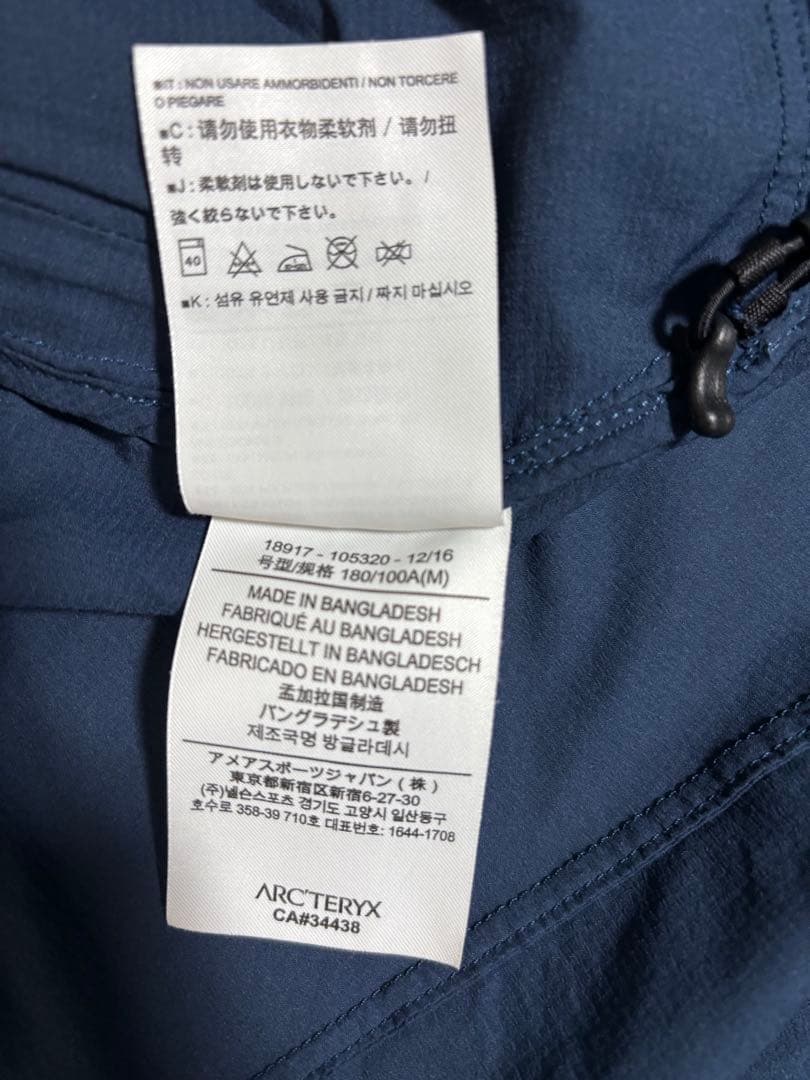 ■IT : NON USARE AMMORBIDENTI / NON TORCERE
O PIEGARE
■C : 请勿使用衣物柔软剂 / 请勿扭
转
■J : 柔軟剤は使用しないで下さい。/
強く絞らないで下さい。
40
■K : 섬유 유연제 사용 금지 / 짜지 마십시오
18917 - 105320 - 12/16
号型/规格 180/100A(M)
MADE IN BANGLADESH
FABRIQUÉ AU BANGLADESH
HERGESTELLT IN BANGLADESCH
FABRICADO EN BANGLADESH
孟加拉国制造
バングラデシュ製
제조국명 방글라데시
アメアスポーツジャパン ( 株 )
東京都新宿区新宿6-27-30
(주)넬슨스포츠 경기도 고양시 일산동구
호수로 358-39 710호 대표번호: 1644-1708
ARC'TERYX
CA#34438